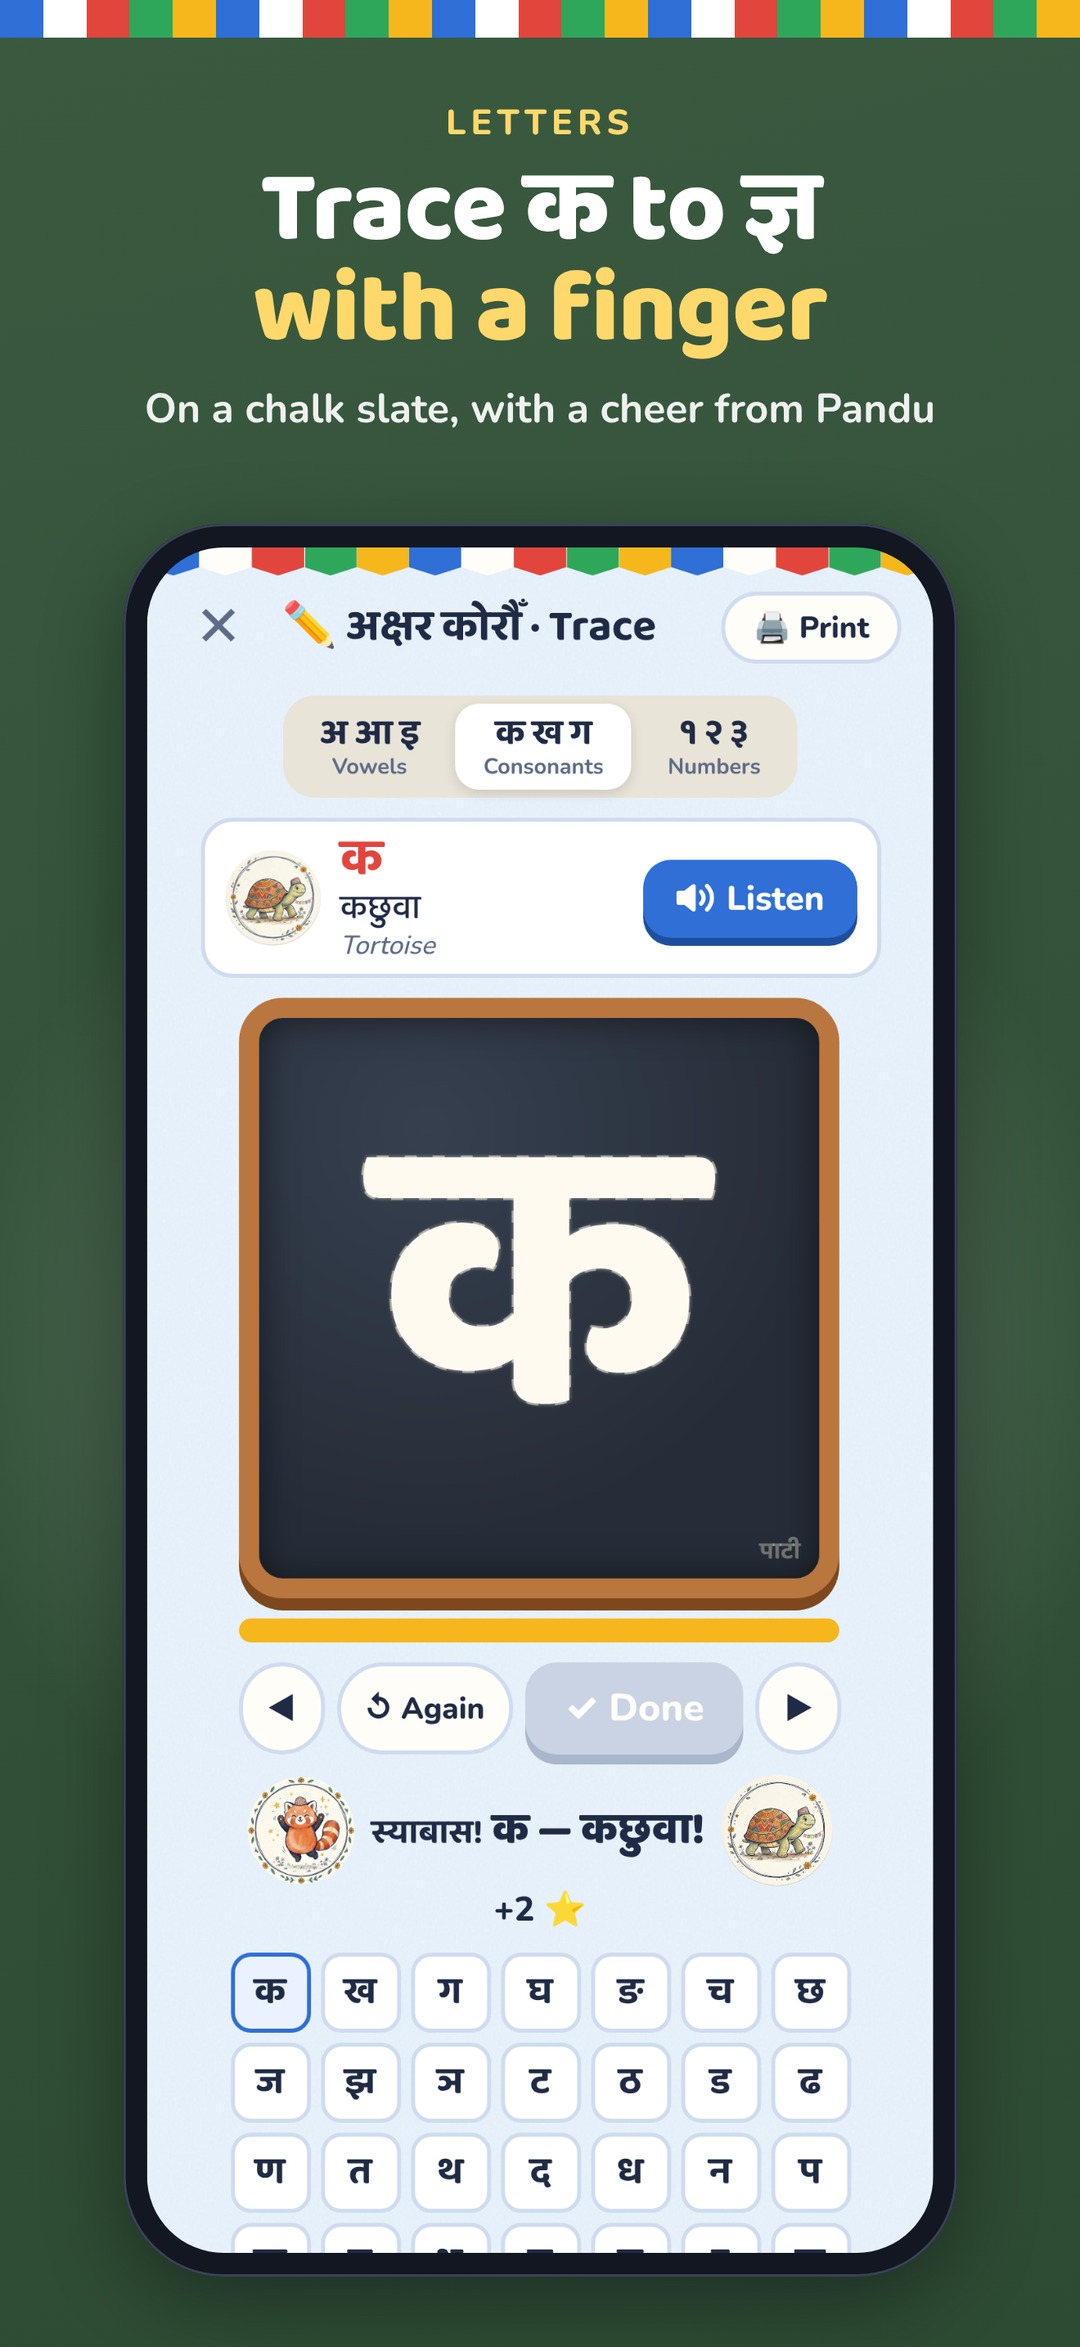 LETTERS
Trace क to ज्ञ
with a finger
On a chalk slate, with a cheer from Pandu
अक्षर कोरौँ · Trace
Print
अ आ इ
Vowels
क ख ग
Consonants
१ २ ३
Numbers
क
कछुवा
Tortoise
Listen
क
पाटी
Again
Done
स्याबास! क – कछुवा!
+2
क ख ग घ ङ च छ
ज झ ञ ट ठ ड ढ
ण त थ द ध न प